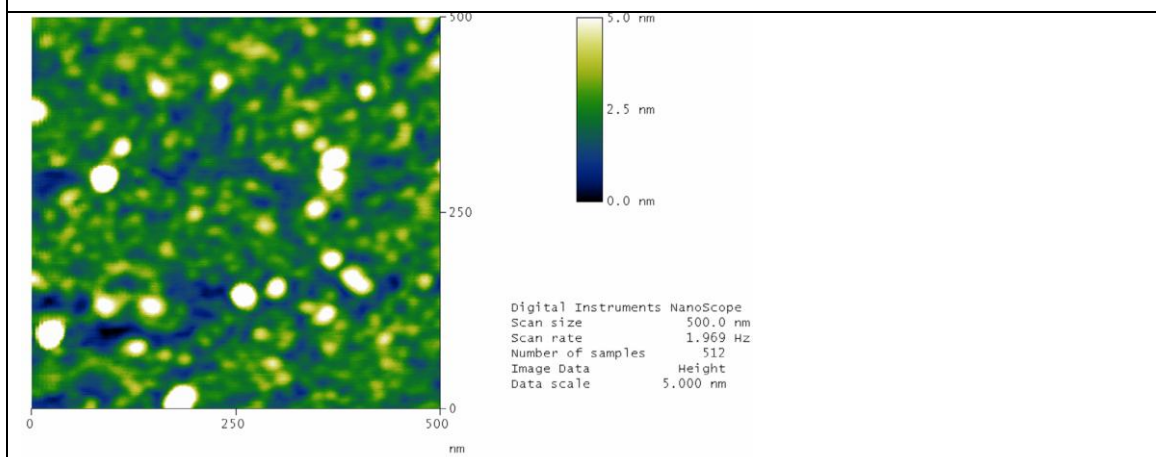 500
250
0
0
250
500
nm
5.0 nm
2.5 nm
0.0 nm
Digital Instruments NanoScope
Scan size 500.0 nm
Scan rate 1.969 Hz
Number of samples 512
Image Data Height
Data scale 5.000 nm